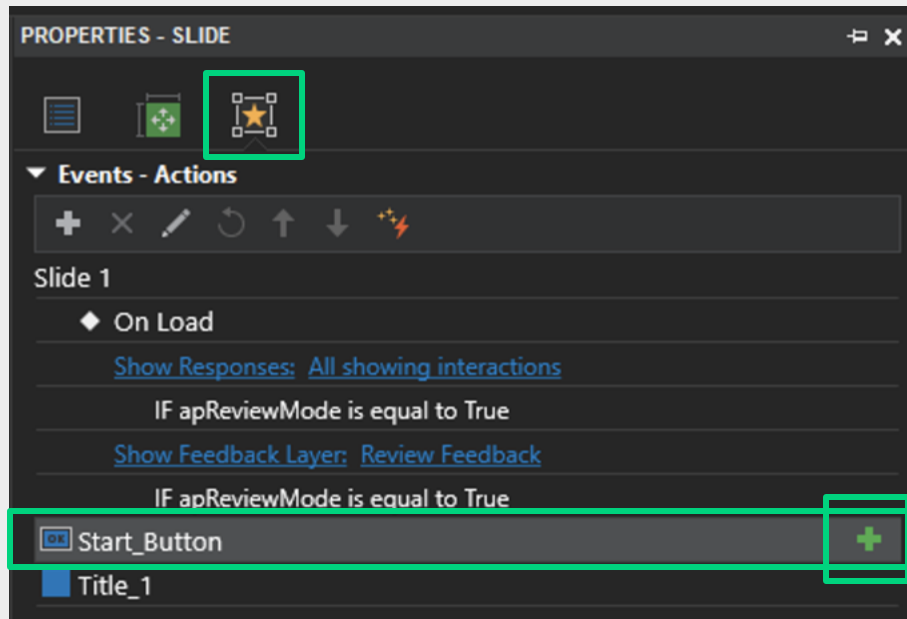 PROPERTIES - SLIDE
Events - Actions
Slide 1
On Load
Show Responses: All showing interactions
IF apReviewMode is equal to True
Show Feedback Layer: Review Feedback
IF apReviewMode is equal to True
OK Start_Button
Title_1